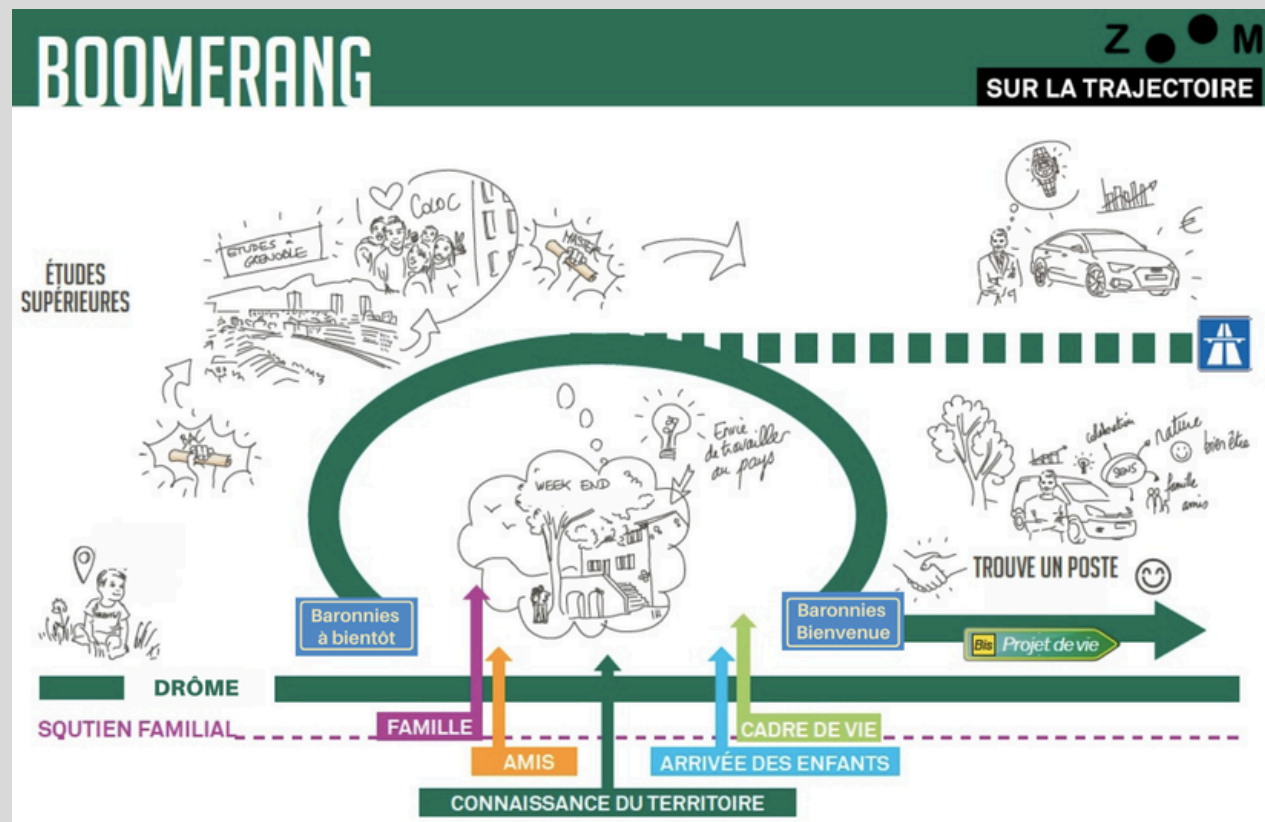 BOOMERANG
Z M
SUR LA TRAJECTOIRE
ÉTUDES
SUPÉRIEURES
ETUDES à
GRENOBLE
COLOC
MASTER
€
BAC
WEEK END
Envie
de travailler
au pays
collaboration
nature
bien être
SENS
famille
amis
TROUVE UN POSTE
Baronnies
à bientôt
Baronnies
Bienvenue
Bis Projet de vie
DRÔME
SOUTIEN FAMILIAL
FAMILLE
CADRE DE VIE
AMIS
ARRIVÉE DES ENFANTS
CONNAISSANCE DU TERRITOIRE